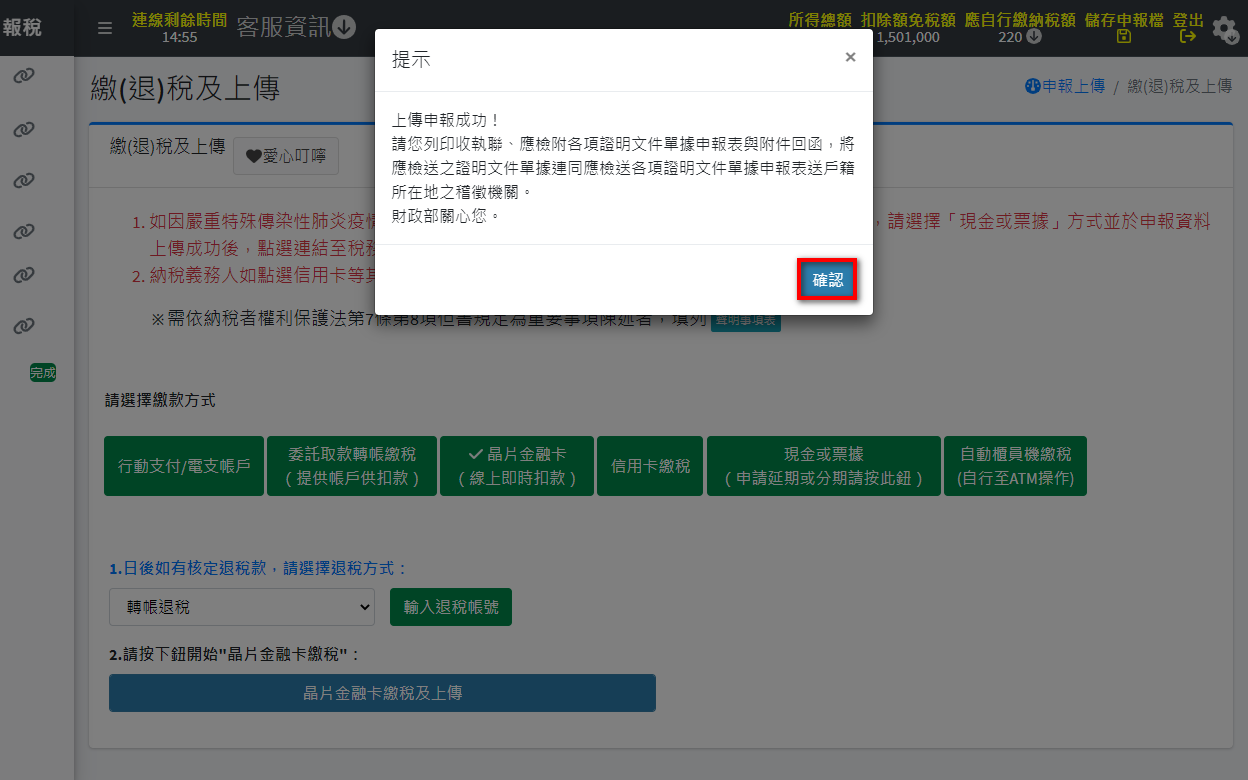 報稅
連線剩餘時間
14:55
客服資訊
所得總額 扣除額免稅額 應自行繳納稅額 儲存申報檔 登出
1,501,000
220
繳(退)稅及上傳
申報上傳 / 繳(退)稅及上傳
提示
×
上傳申報成功！
請您列印收執聯、應檢附各項證明文件單據申報表與附件回函，將
應檢送之證明文件單據連同應檢送各項證明文件單據申報表送戶籍
所在地之稽徵機關。
財政部關心您。
確認
繳(退)稅及上傳
愛心叮嚀
1. 如因嚴重特殊傳染性肺炎疫情
，請選擇「現金或票據」方式並於申報資料
上傳成功後，點選連結至稅務
2. 納稅義務人如點選信用卡等其
※需依納稅者權利保護法第7條第8項但書規定為重要事項陳述者，填列 聲明事項表
完成
請選擇繳款方式
行動支付/電支帳戶
委託取款轉帳繳稅
（提供帳戶供扣款）
晶片金融卡
（線上即時扣款）
信用卡繳稅
現金或票據
（申請延期或分期請按此鈕）
自動櫃員機繳稅
(自行至ATM操作)
1.日後如有核定退稅款，請選擇退稅方式：
轉帳退稅
輸入退稅帳號
2.請按下鈕開始"晶片金融卡繳稅"：
晶片金融卡繳稅及上傳